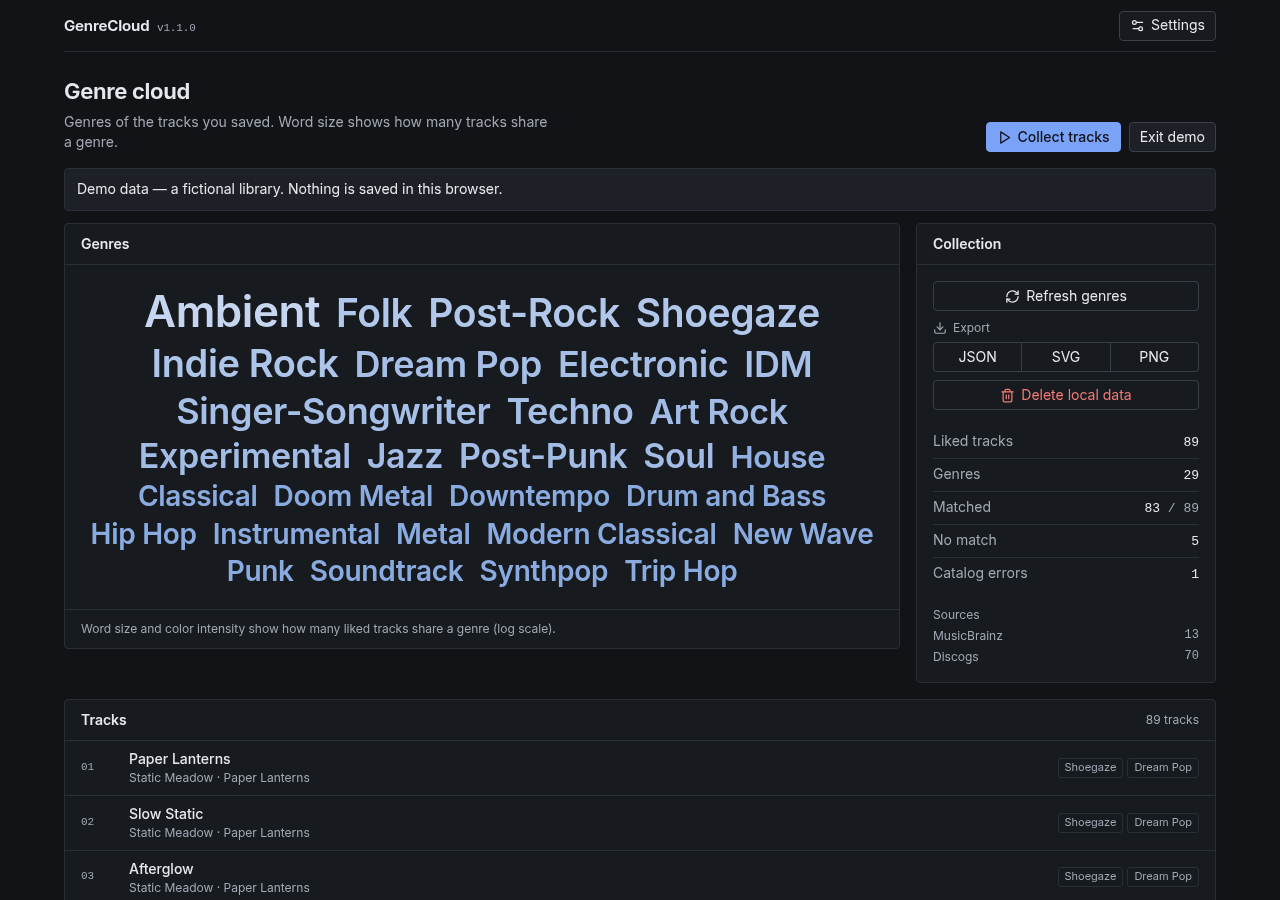 GenreCloud v1.1.0
Settings
Genre cloud
Genres of the tracks you saved. Word size shows how many tracks share
a genre.
Collect tracks
Exit demo
Demo data — a fictional library. Nothing is saved in this browser.
Genres
Ambient Folk Post-Rock Shoegaze
Indie Rock Dream Pop Electronic IDM
Singer-Songwriter Techno Art Rock
Experimental Jazz Post-Punk Soul House
Classical Doom Metal Downtempo Drum and Bass
Hip Hop Instrumental Metal Modern Classical New Wave
Punk Soundtrack Synthpop Trip Hop
Word size and color intensity show how many liked tracks share a genre (log scale).
Collection
Refresh genres
Export
JSON SVG PNG
Delete local data
Liked tracks 89
Genres 29
Matched 83 / 89
No match 5
Catalog errors 1
Sources
MusicBrainz 13
Discogs 70
Tracks 89 tracks
01 Paper Lanterns
Static Meadow · Paper Lanterns
Shoegaze Dream Pop
02 Slow Static
Static Meadow · Paper Lanterns
Shoegaze Dream Pop
03 Afterglow
Static Meadow · Paper Lanterns
Shoegaze Dream Pop